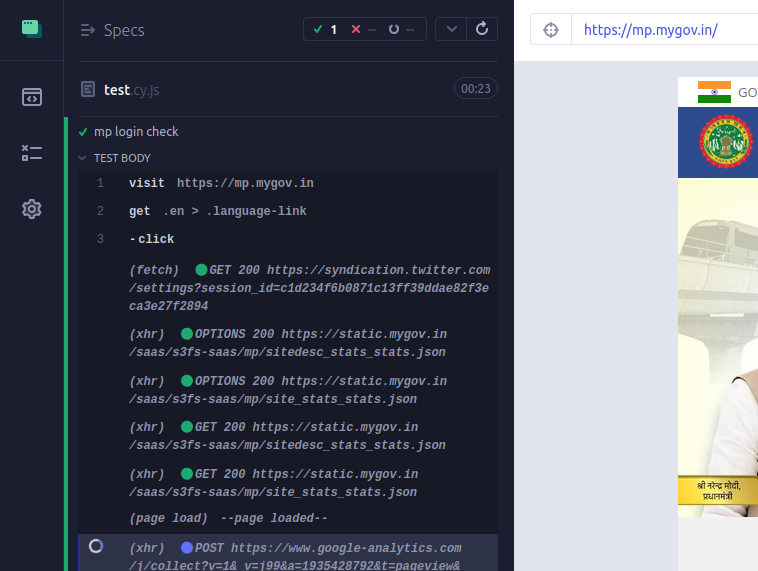 Specs
1
--
--
https://mp.mygov.in/
test.cy.js
00:23
GO
mp login check
TEST BODY
1 visit https://mp.mygov.in
2 get .en > .language-link
3 -click
(fetch) GET 200 https://syndication.twitter.com
/settings?session_id=c1d234f6b0871c13ff39ddae82f3e
ca3e27f2894
(xhr) OPTIONS 200 https://static.mygov.in
/saas/s3fs-saas/mp/sitedesc_stats_stats.json
(xhr) OPTIONS 200 https://static.mygov.in
/saas/s3fs-saas/mp/site_stats_stats.json
(xhr) GET 200 https://static.mygov.in
/saas/s3fs-saas/mp/sitedesc_stats_stats.json
(xhr) GET 200 https://static.mygov.in
/saas/s3fs-saas/mp/site_stats_stats.json
श्री नरेन्द्र मोदी,
प्रधानमंत्री
(page load) --page loaded--
(xhr) POST https://www.google-analytics.com
/j/collect?v=1&_v=j99&a=1935428792&t=pageview&